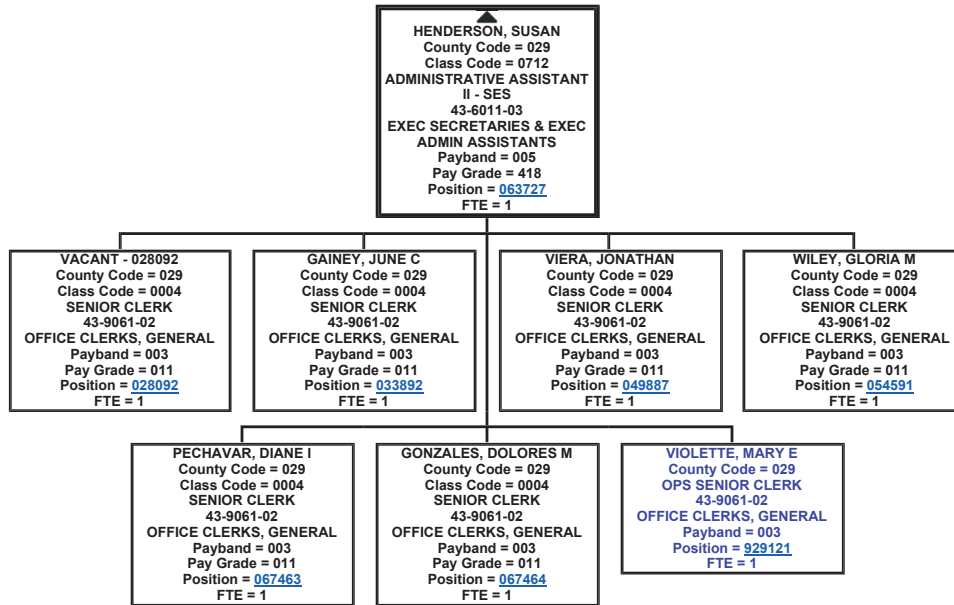 HENDERSON, SUSAN
County Code = 029
Class Code = 0712
ADMINISTRATIVE ASSISTANT
II - SES
43-6011-03
EXEC SECRETARIES & EXEC
ADMIN ASSISTANTS
Payband = 005
Pay Grade = 418
Position = 063727
FTE = 1
VACANT - 028092
County Code = 029
Class Code = 0004
SENIOR CLERK
43-9061-02
OFFICE CLERKS, GENERAL
Payband = 003
Pay Grade = 011
Position = 028092
FTE = 1
GAINEY, JUNE C
County Code = 029
Class Code = 0004
SENIOR CLERK
43-9061-02
OFFICE CLERKS, GENERAL
Payband = 003
Pay Grade = 011
Position = 033892
FTE = 1
VIERA, JONATHAN
County Code = 029
Class Code = 0004
SENIOR CLERK
43-9061-02
OFFICE CLERKS, GENERAL
Payband = 003
Pay Grade = 011
Position = 049887
FTE = 1
WILEY, GLORIA M
County Code = 029
Class Code = 0004
SENIOR CLERK
43-9061-02
OFFICE CLERKS, GENERAL
Payband = 003
Pay Grade = 011
Position = 054591
FTE = 1
PECHAVAR, DIANE I
County Code = 029
Class Code = 0004
SENIOR CLERK
43-9061-02
OFFICE CLERKS, GENERAL
Payband = 003
Pay Grade = 011
Position = 067463
FTE = 1
GONZALES, DOLORES M
County Code = 029
Class Code = 0004
SENIOR CLERK
43-9061-02
OFFICE CLERKS, GENERAL
Payband = 003
Pay Grade = 011
Position = 067464
FTE = 1
VIOLETTE, MARY E
County Code = 029
OPS SENIOR CLERK
43-9061-02
OFFICE CLERKS, GENERAL
Payband = 003
Position = 929121
FTE = 1